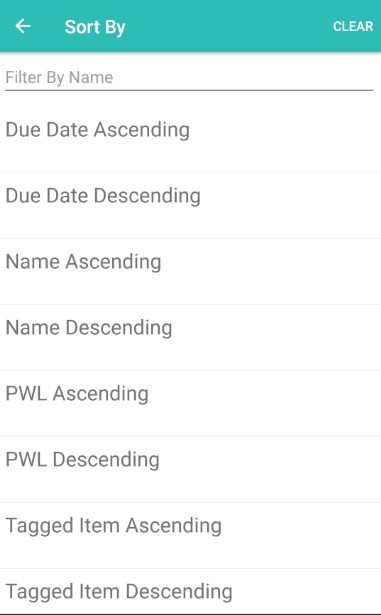 Sort By
CLEAR
Filter By Name
Due Date Ascending
Due Date Descending
Name Ascending
Name Descending
PWL Ascending
PWL Descending
Tagged Item Ascending
Tagged Item Descending